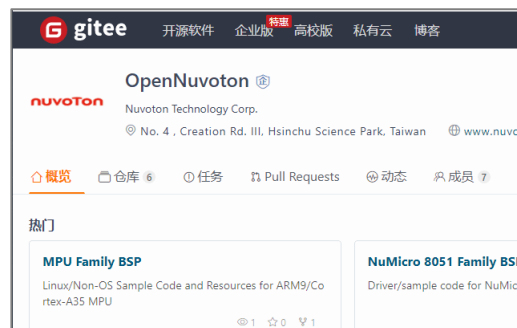 gitee 开源软件 企业版 特惠 高校版 私有云 博客
OpenNuvoton
nuvoTon
Nuvoton Technology Corp.
No. 4 , Creation Rd. III, Hsinchu Science Park, Taiwan www.nuvo
概览 仓库 6 任务 Pull Requests 动态 成员 7
热门
MPU Family BSP
Linux/Non-OS Sample Code and Resources for ARM9/Co
rtex-A35 MPU
1 0 1
NuMicro 8051 Family BS
Driver/sample code for NuMic